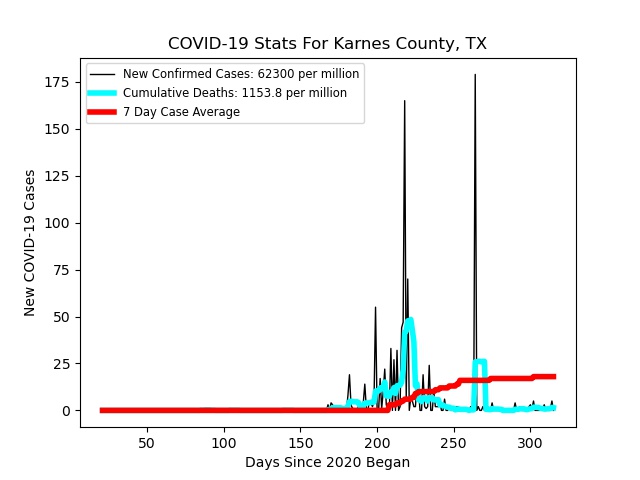 COVID-19 Stats For Karnes County, TX
New Confirmed Cases: 62300 per million
Cumulative Deaths: 1153.8 per million
7 Day Case Average
New COVID-19 Cases
175
150
125
100
75
50
25
0
50 100 150 200 250 300
Days Since 2020 Began